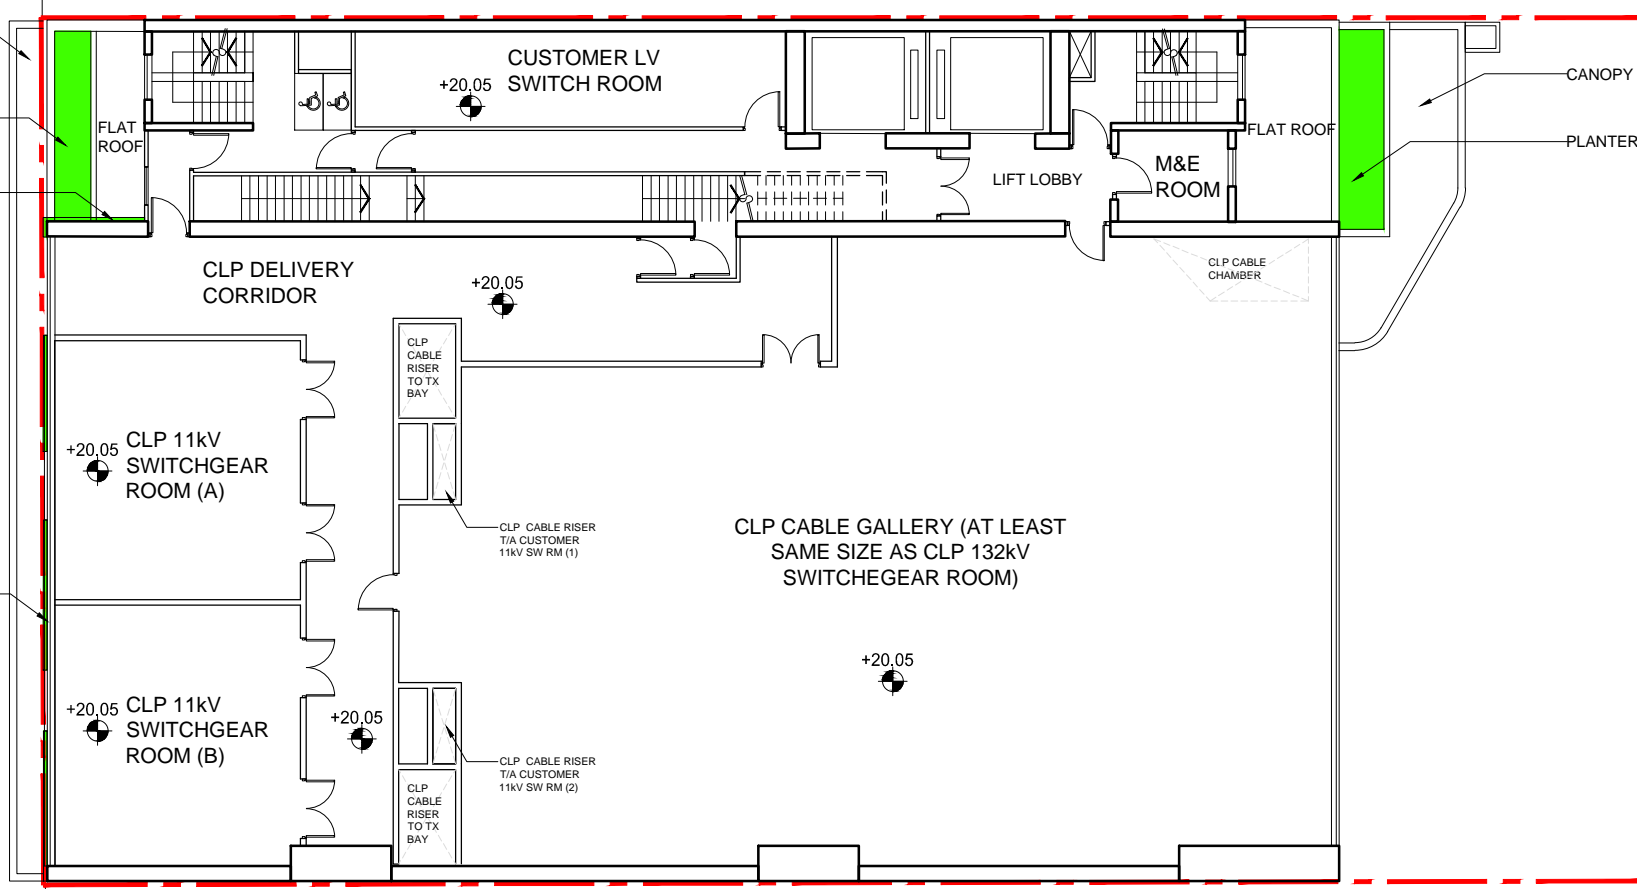 CUSTOMER LV
SWITCH ROOM
+20.05
CANOPY
PLANTER
FLAT
ROOF
FLAT ROOF
M&E
ROOM
LIFT LOBBY
CLP DELIVERY
CORRIDOR
+20.05
CLP CABLE
CHAMBER
CLP
CABLE
RISER
TO TX
BAY
+20.05
CLP 11kV
SWITCHGEAR
ROOM (A)
CLP CABLE RISER
T/A CUSTOMER
11kV SW RM (1)
CLP CABLE GALLERY (AT LEAST
SAME SIZE AS CLP 132kV
SWITCHEGEAR ROOM)
+20.05
+20.05
CLP 11kV
SWITCHGEAR
ROOM (B)
+20.05
CLP CABLE RISER
T/A CUSTOMER
11kV SW RM (2)
CLP
CABLE
RISER
TO TX
BAY